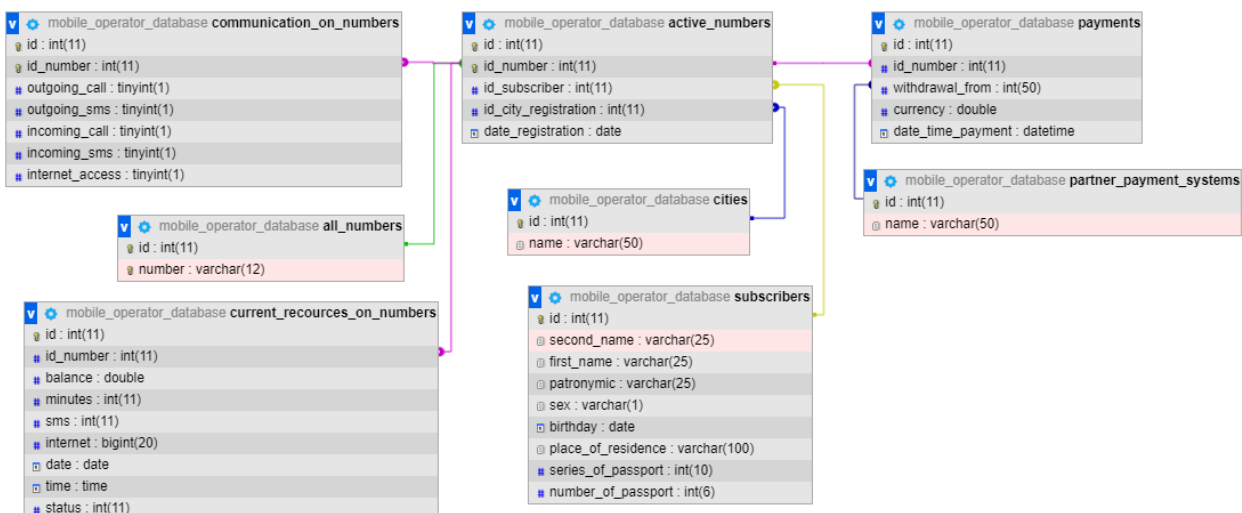 v mobile_operator_database communication_on_numbers
id : int(11)
id_number : int(11)
# outgoing_call : tinyint(1)
# outgoing_sms : tinyint(1)
# incoming_call : tinyint(1)
# incoming_sms : tinyint(1)
# internet_access : tinyint(1)
v mobile_operator_database active_numbers
id : int(11)
id_number : int(11)
# id_subscriber : int(11)
# id_city_registration : int(11)
date_registration : date
v mobile_operator_database payments
id : int(11)
# id_number : int(11)
# withdrawal_from : int(50)
# currency : double
date_time_payment : datetime
v mobile_operator_database partner_payment_systems
id : int(11)
name : varchar(50)
v mobile_operator_database cities
id : int(11)
name : varchar(50)
v mobile_operator_database all_numbers
id : int(11)
number : varchar(12)
v mobile_operator_database subscribers
id : int(11)
second_name : varchar(25)
first_name : varchar(25)
patronymic : varchar(25)
sex : varchar(1)
birthday : date
place_of_residence : varchar(100)
# series_of_passport : int(10)
# number_of_passport : int(6)
v mobile_operator_database current_recources_on_numbers
id : int(11)
# id_number : int(11)
# balance : double
# minutes : int(11)
# sms : int(11)
# internet : bigint(20)
date : date
time : time
# status : int(11)